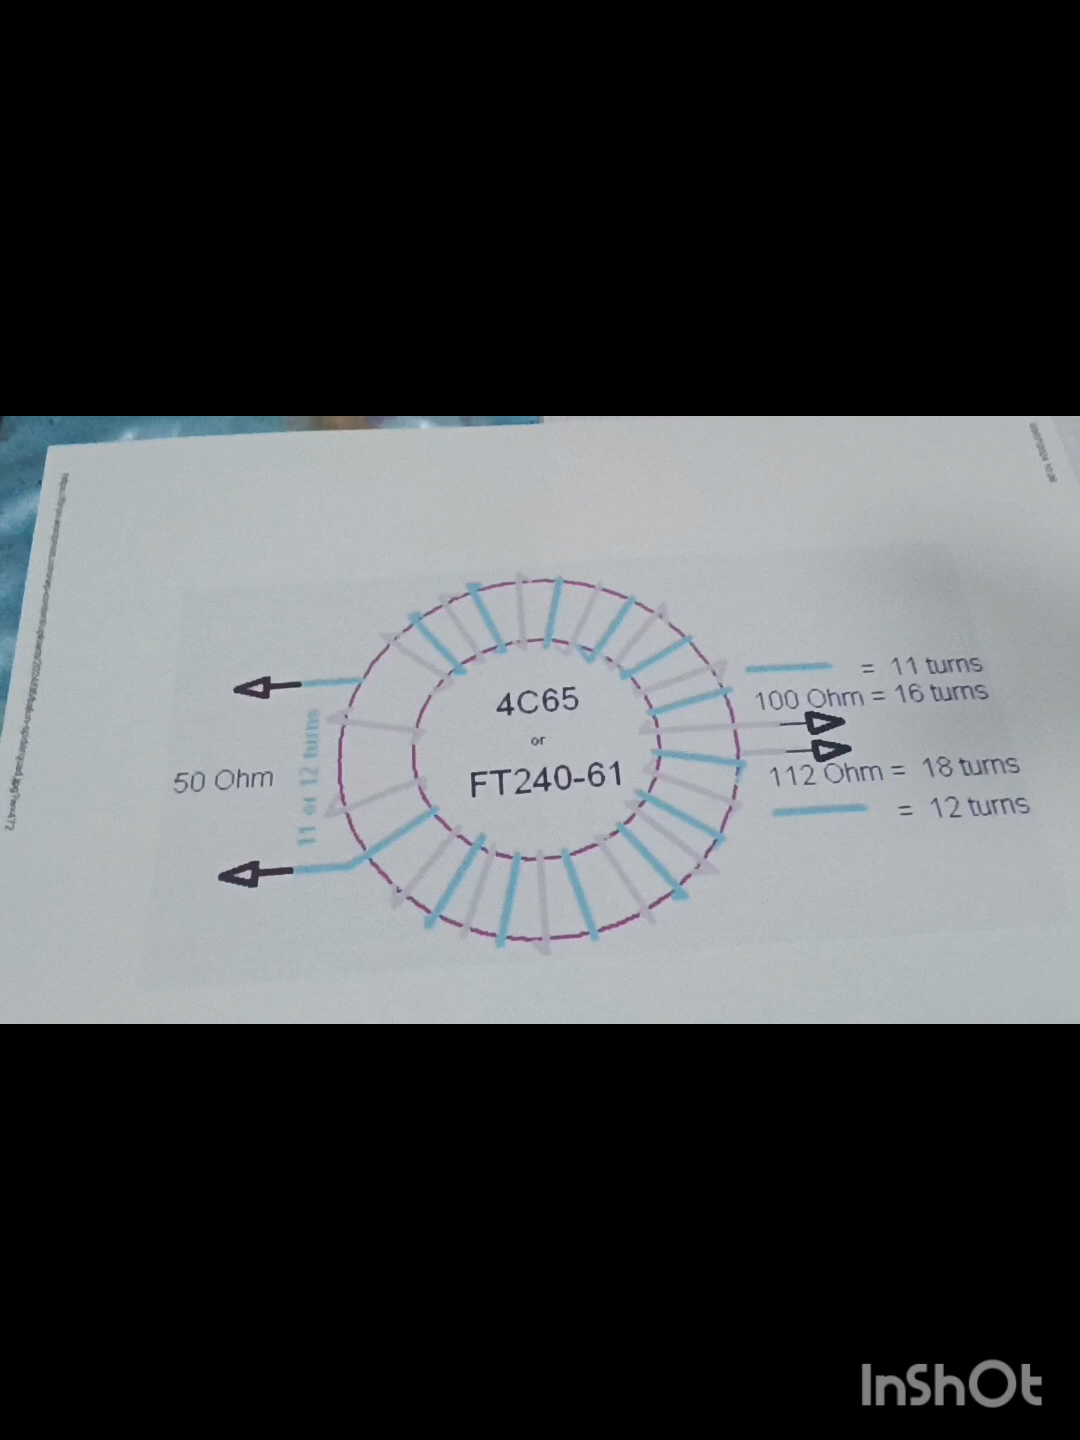 4C65
or
FT240-61
50 Ohm
11 or 12 turns
= 11 turns
100 Ohm = 16 turns
112 Ohm = 18 turns
= 12 turns
InShOt